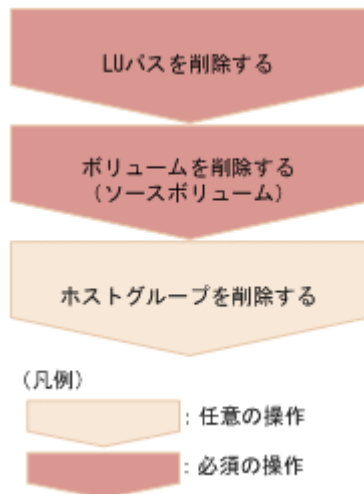 LUパスを削除する
ボリュームを削除する
(ソースボリューム)
ホストグループを削除する
(凡例)
: 任意の操作
: 必須の操作